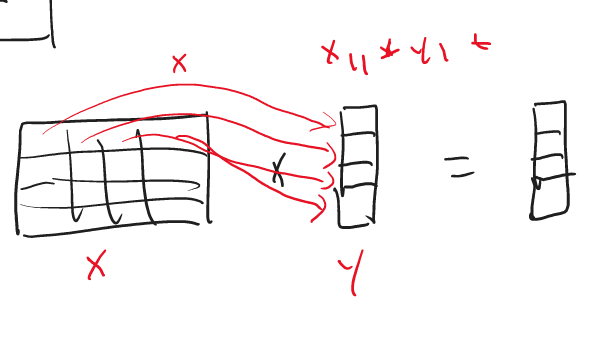 x
x11 * y1 +
x
=
X
y